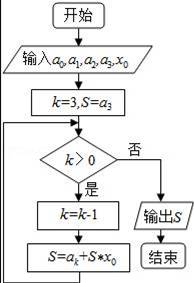 开始
输入a₀,a₁,a₂,a₃,x₀
k=3,S=a₃
k>0
否
是
k=k-1
输出S
S=aₖ+S*x₀
结束